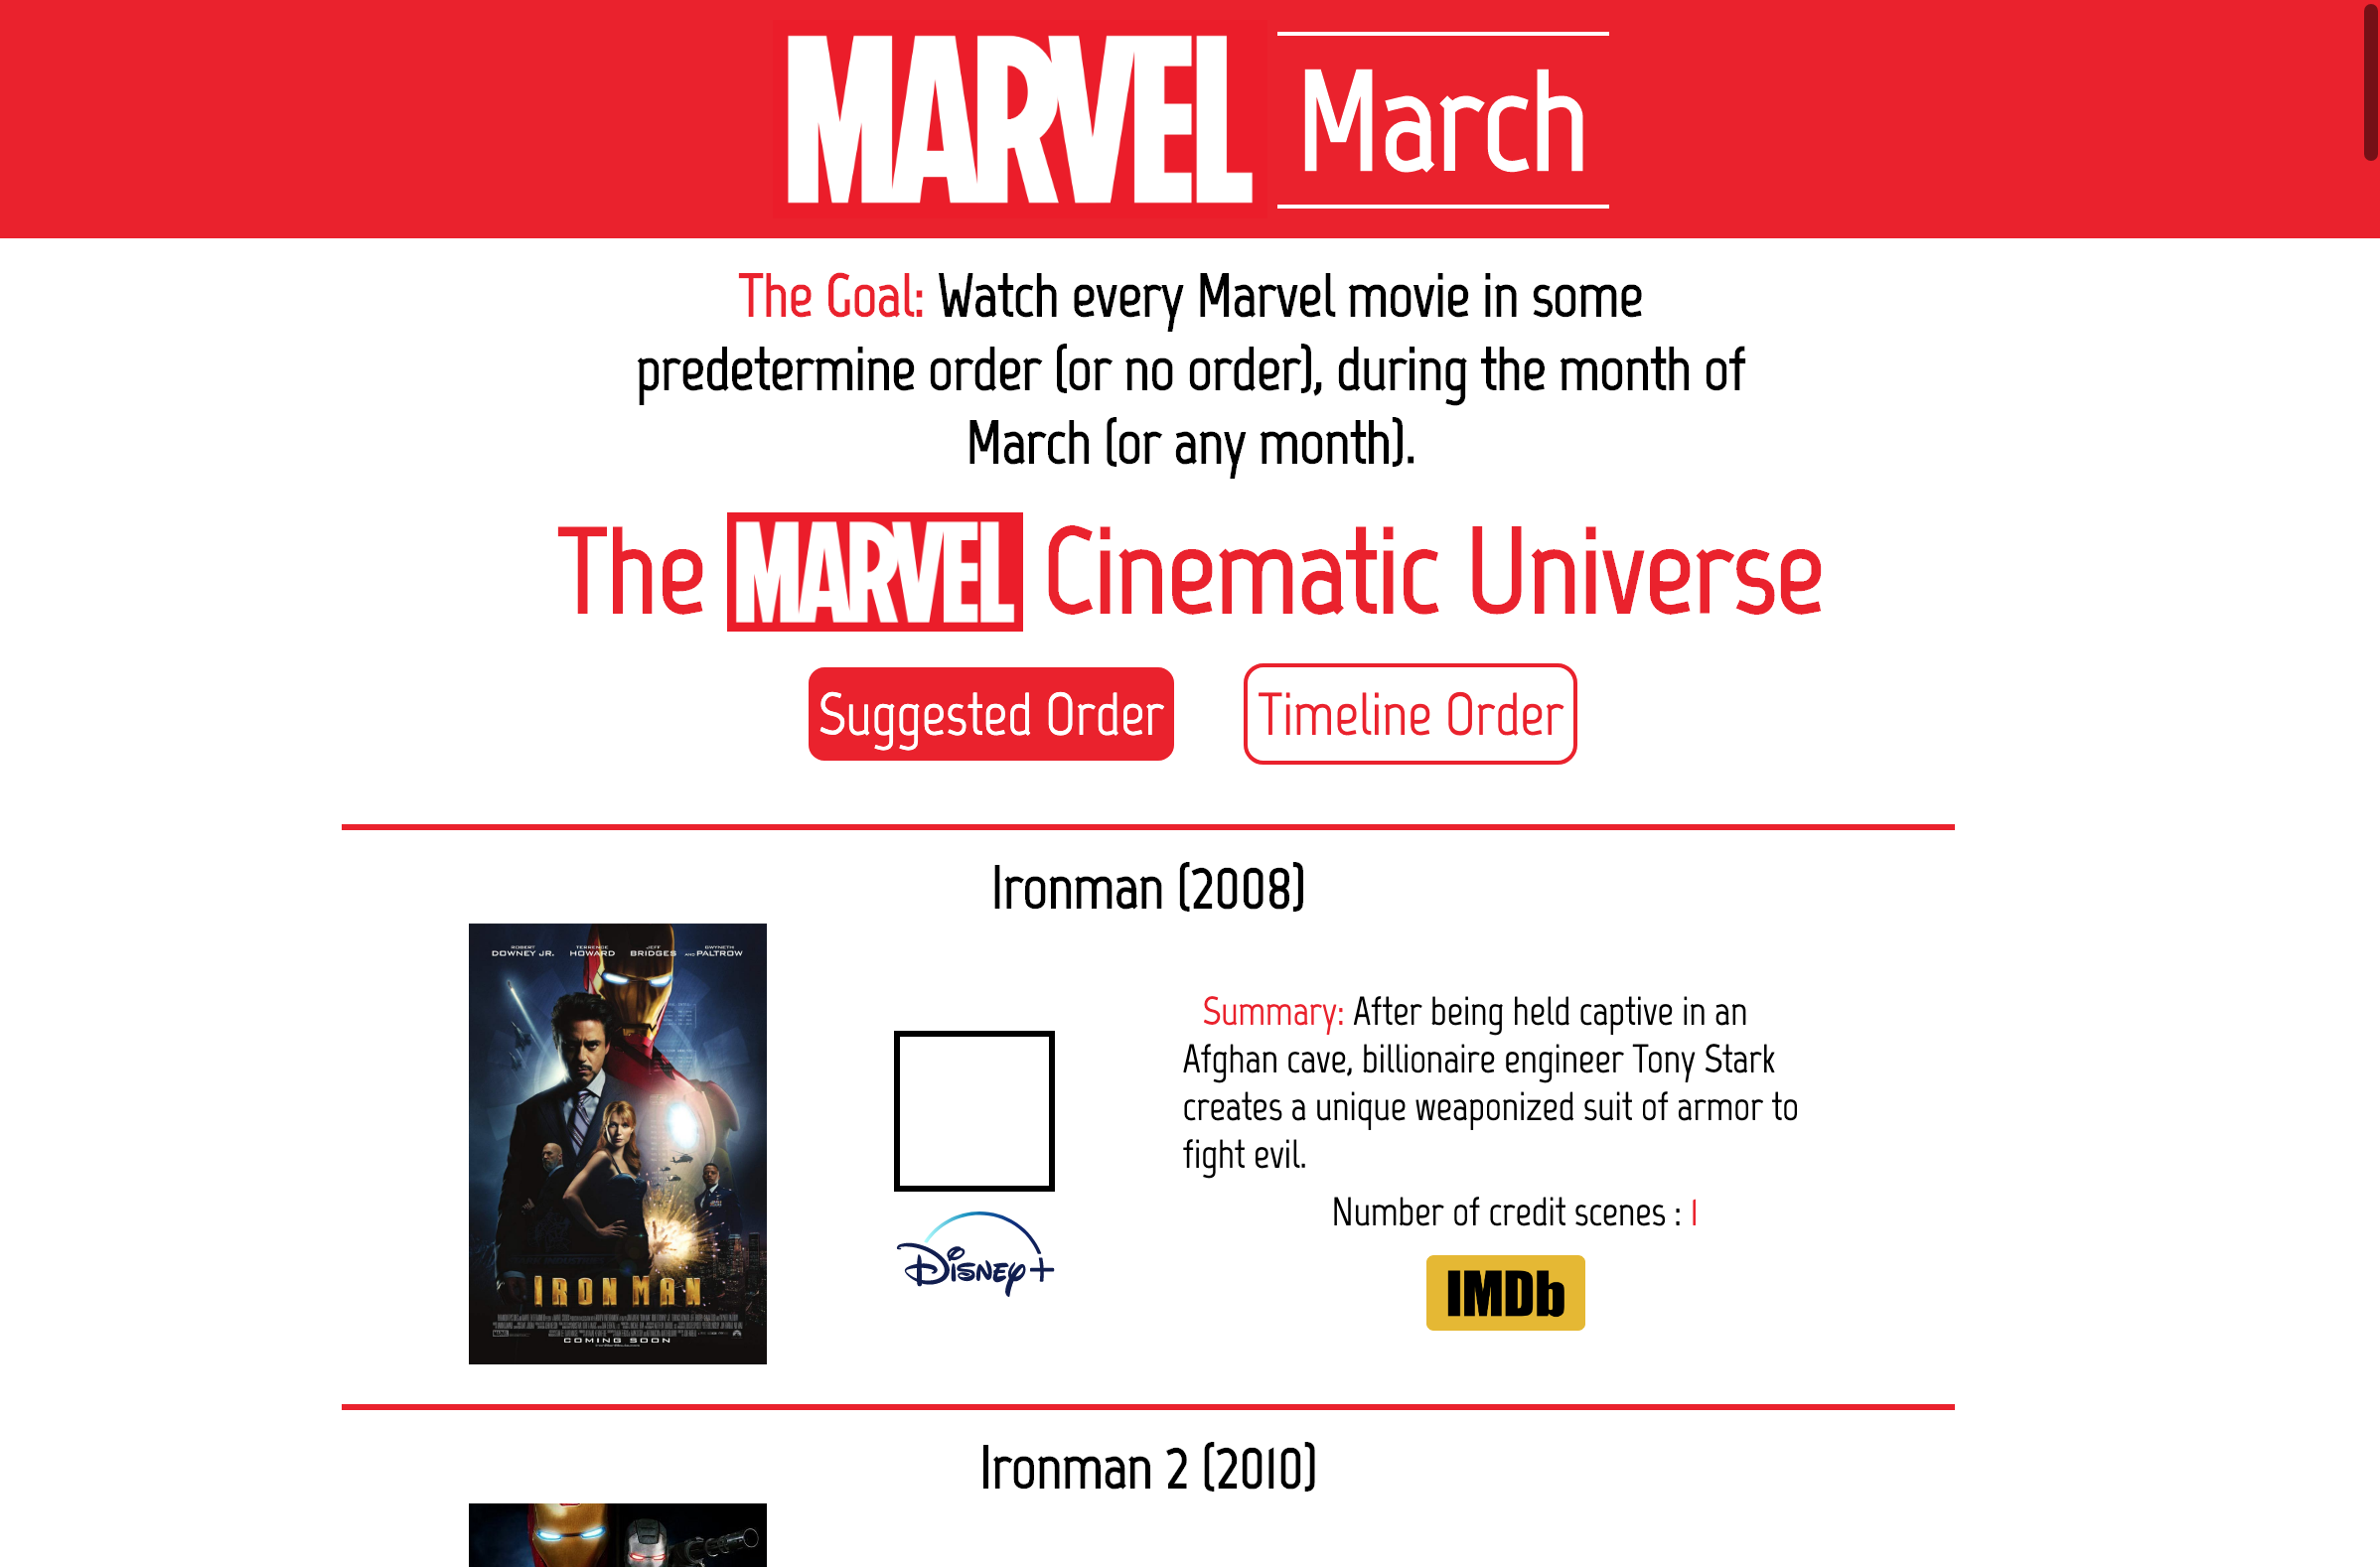 MARVEL March
The Goal: Watch every Marvel movie in some
predetermine order (or no order), during the month of
March (or any month).
The MARVEL Cinematic Universe
Suggested Order
Timeline Order
Ironman (2008)
ROBERT DOWNEY JR. TERRENCE HOWARD JEFF BRIDGES AND GWYNETH PALTROW
IRON MAN
COMING SOON
Disney+
Summary: After being held captive in an
Afghan cave, billionaire engineer Tony Stark
creates a unique weaponized suit of armor to
fight evil.
Number of credit scenes : 1
IMDb
Ironman 2 (2010)